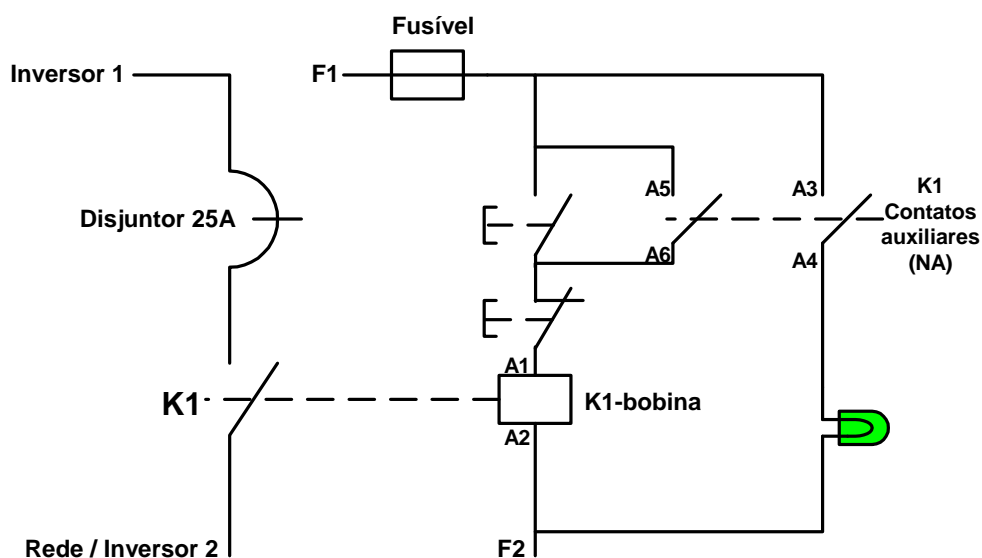 Fusível
Inversor 1
F1
A5
A3
K1
Contatos
auxiliares
(NA)
Disjuntor 25A
A6
A4
A1
K1
K1-bobina
A2
Rede / Inversor 2
F2